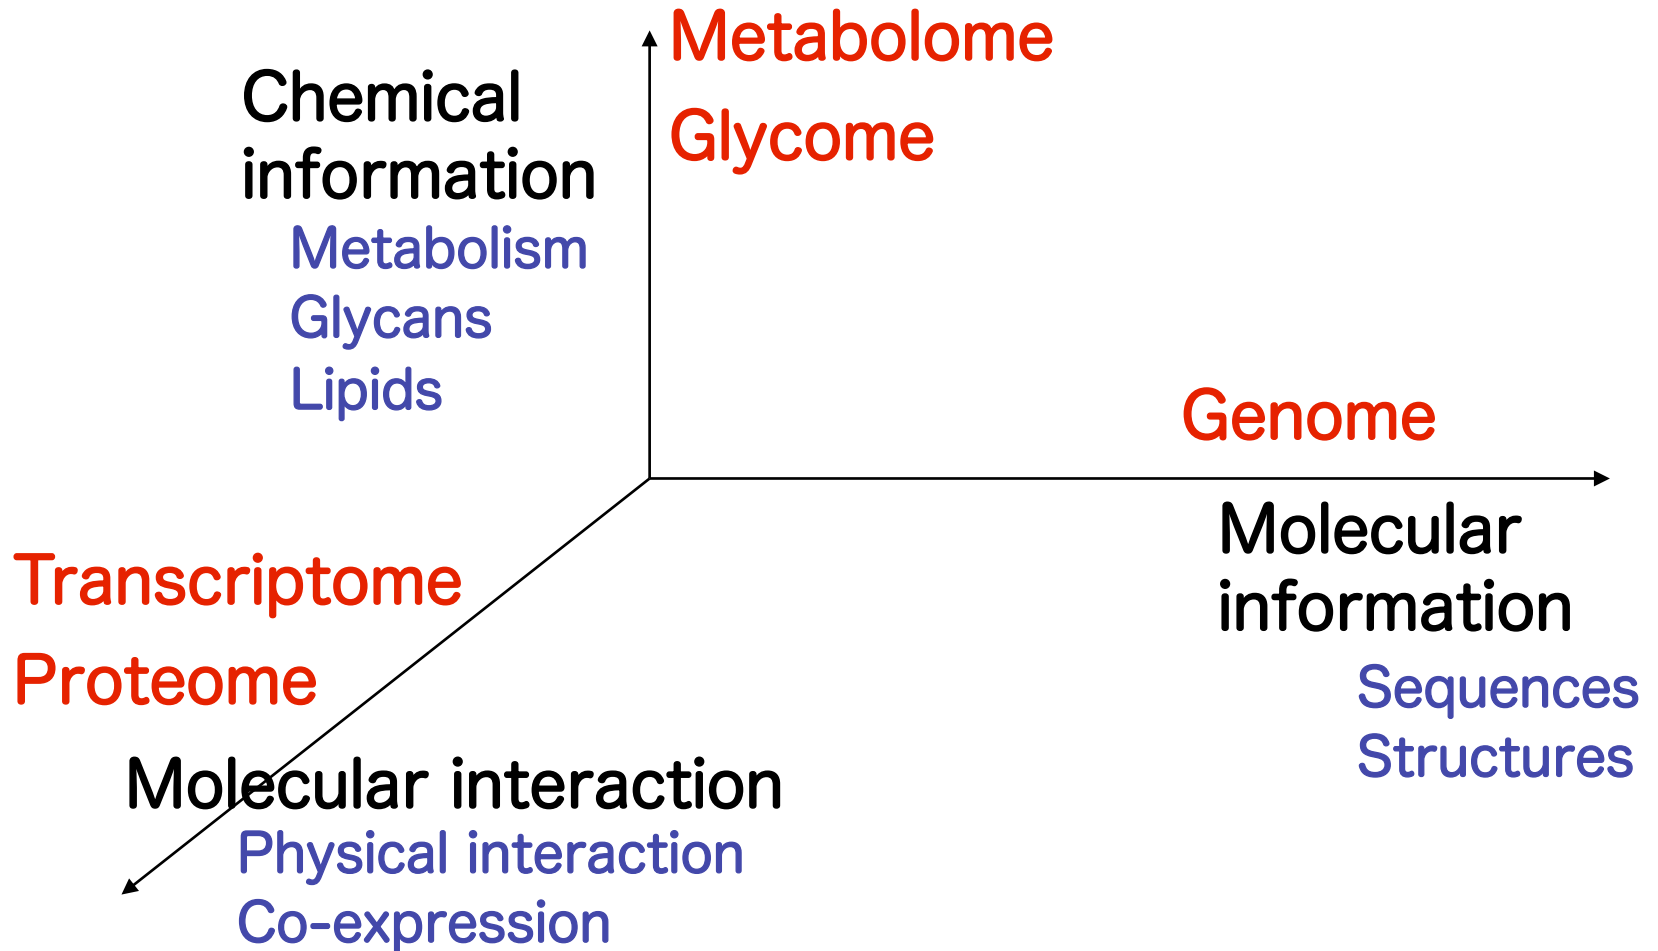 Metabolome
Glycome
Chemical
information
Metabolism
Glycans
Lipids
Genome
Molecular
information
Sequences
Structures
Transcriptome
Proteome
Molecular interaction
Physical interaction
Co-expression